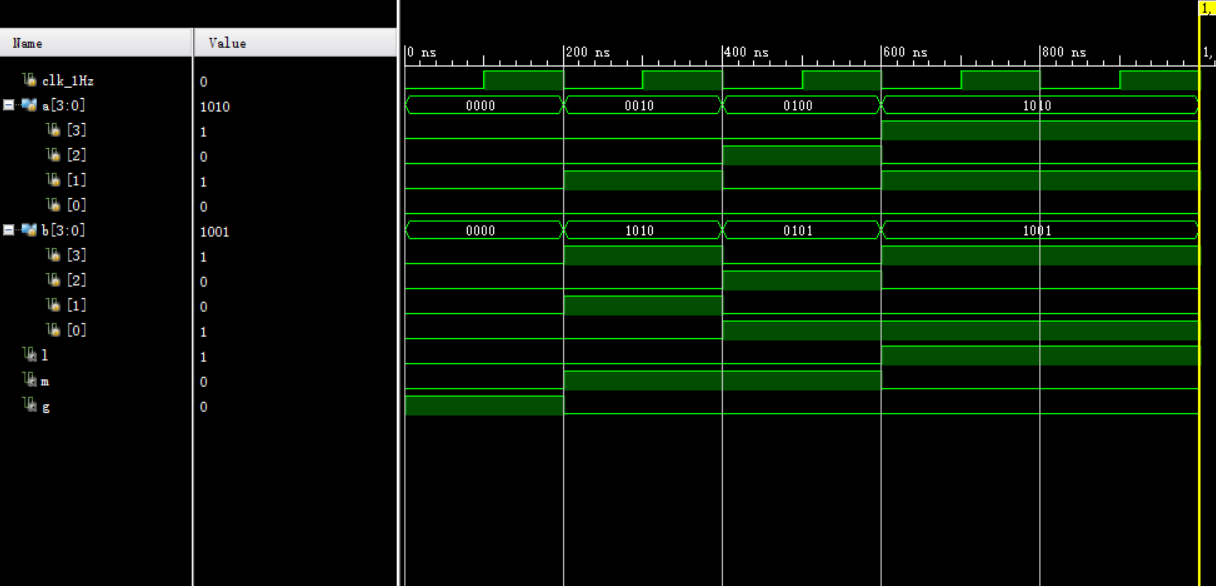 1,
Name Value
0 ns 200 ns 400 ns 600 ns 800 ns 1,
clk_1Hz 0
a[3:0] 1010 0000 0010 0100 1010
[3] 1
[2] 0
[1] 1
[0] 0
b[3:0] 1001 0000 1010 0101 1001
[3] 1
[2] 0
[1] 0
[0] 1
l 1
m 0
g 0